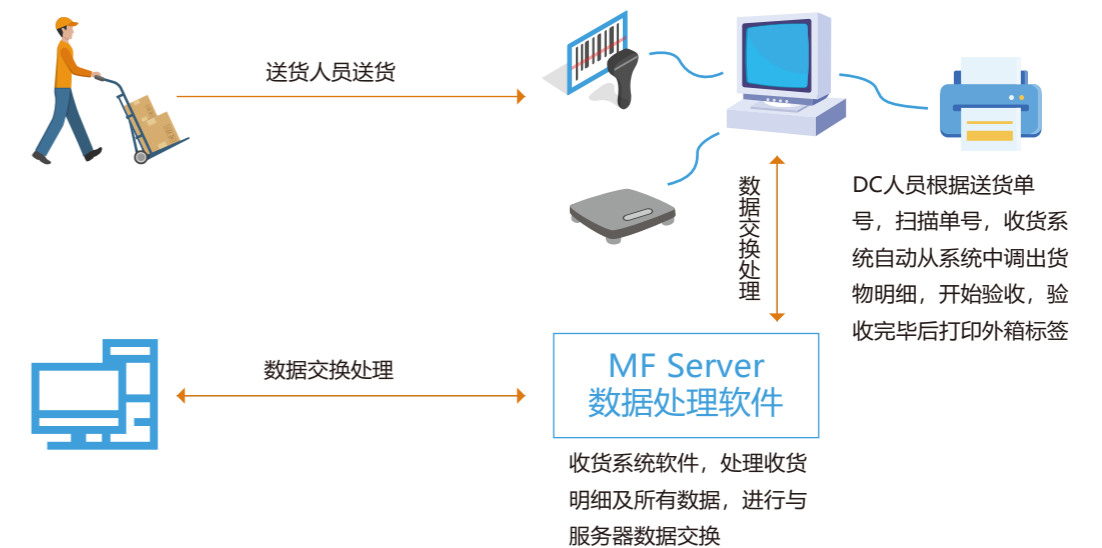 送货人员送货
数据交换处理
DC人员根据送货单
号，扫描单号，收货系
统自动从系统中调出货
物明细，开始验收，验
收完毕后打印外箱标签
数据交换处理
MF Server
数据处理软件
收货系统软件，处理收货
明细及所有数据，进行与
服务器数据交换